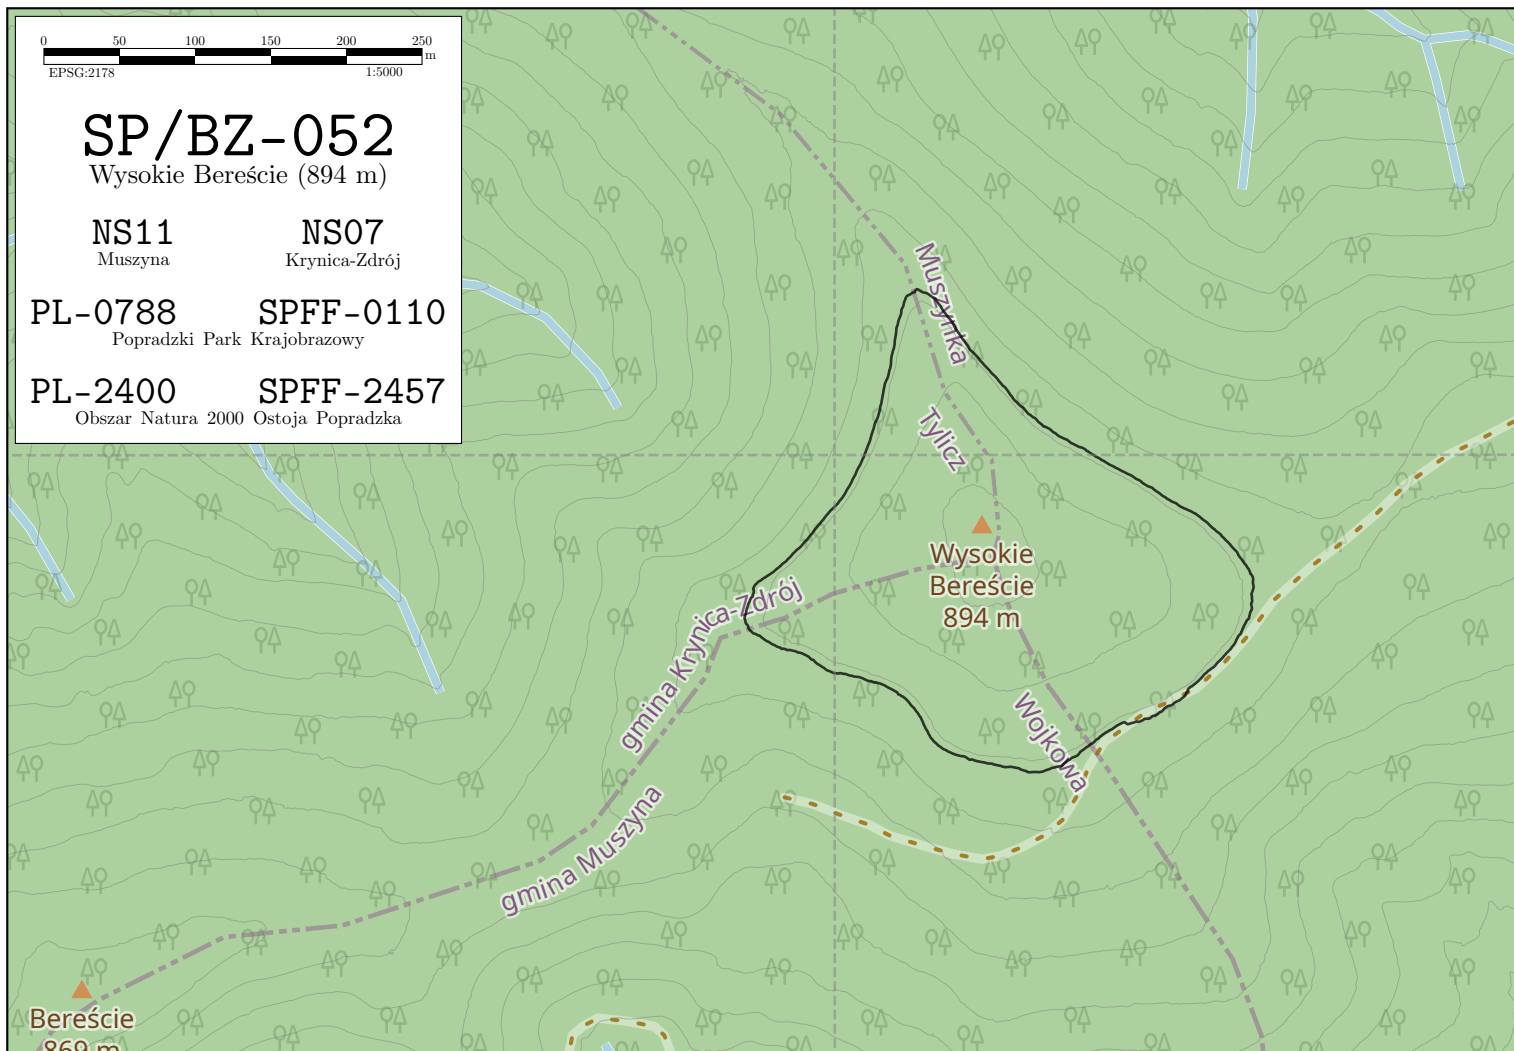 0 50 100 150 200 250
m
EPSG:2178 1:5000
SP/BZ-052
Wysokie Bereście (894 m)
NS11 NS07
Muszyna Krynica-Zdrój
PL-0788 SPFF-0110
Popradzki Park Krajobrazowy
PL-2400 SPFF-2457
Obszar Natura 2000 Ostoja Popradzka
Muszynka
Tylicz
Wysokie
Bereście
894 m
gmina Krynica-Zdrój
Wojkowa
gmina Muszyna
Bereście
869 m